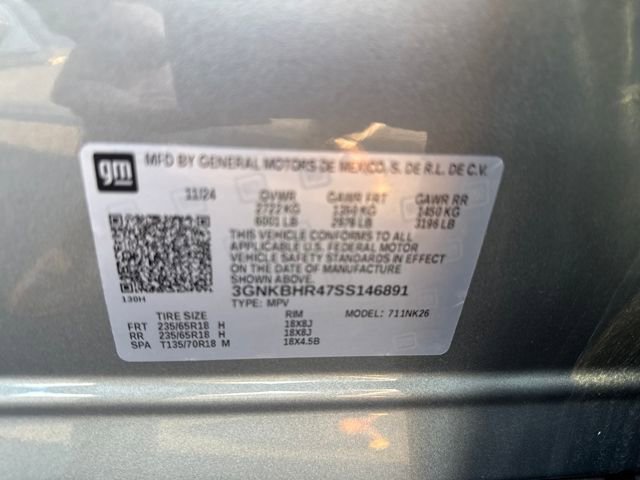 gm MFD BY GENERAL MOTORS DE MEXICO, S. DE R.L. DE C.V.
11/24 GVWR GAWR FRT GAWR RR
2722 KG 1350 KG 1450 KG
6001 LB 2976 LB 3196 LB
THIS VEHICLE CONFORMS TO ALL
APPLICABLE U.S. FEDERAL MOTOR
VEHICLE SAFETY STANDARDS IN EFFECT
ON THE DATE OF MANUFACTURE
SHOWN ABOVE.
3GNKBHR47SS146891
130H TYPE: MPV MODEL: 711NK26
TIRE SIZE RIM
FRT 235/65R18 H 18X8J
RR 235/65R18 H 18X8J
SPA T135/70R18 M 18X4.5B